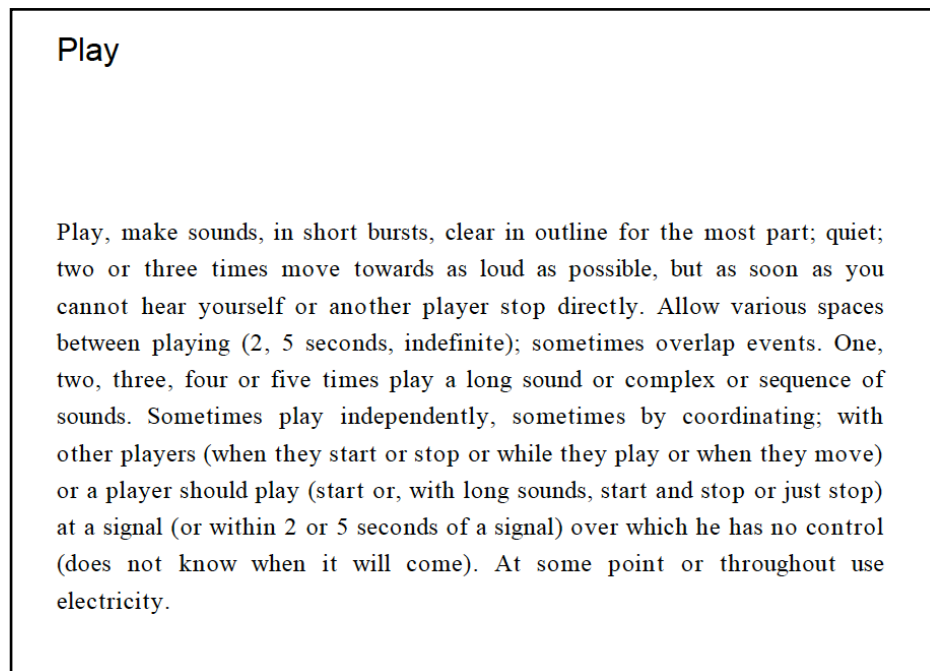 Play
Play, make sounds, in short bursts, clear in outline for the most part; quiet;
two or three times move towards as loud as possible, but as soon as you
cannot hear yourself or another player stop directly. Allow various spaces
between playing (2, 5 seconds, indefinite); sometimes overlap events. One,
two, three, four or five times play a long sound or complex or sequence of
sounds. Sometimes play independently, sometimes by coordinating; with
other players (when they start or stop or while they play or when they move)
or a player should play (start or, with long sounds, start and stop or just stop)
at a signal (or within 2 or 5 seconds of a signal) over which he has no control
(does not know when it will come). At some point or throughout use
electricity.